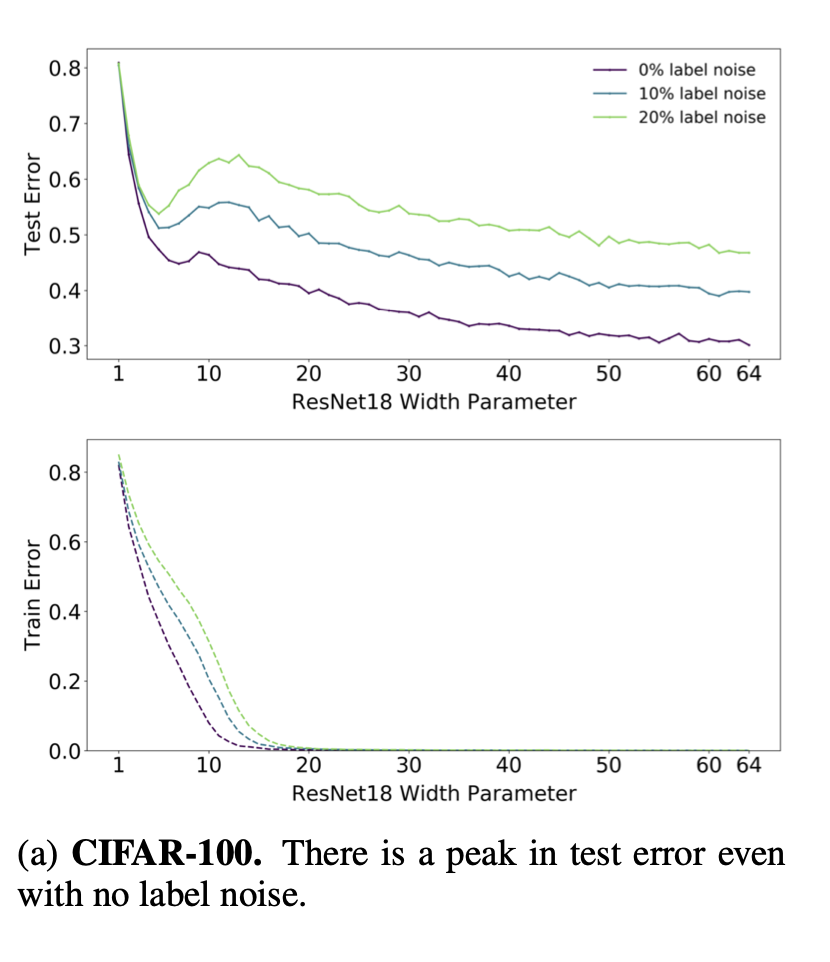 0.8
0.7
0.6
0.5
0.4
0.3
Test Error
0% label noise
10% label noise
20% label noise
1 10 20 30 40 50 60 64
ResNet18 Width Parameter
0.8
0.6
0.4
0.2
0.0
Train Error
1 10 20 30 40 50 60 64
ResNet18 Width Parameter
(a) CIFAR-100. There is a peak in test error even
with no label noise.